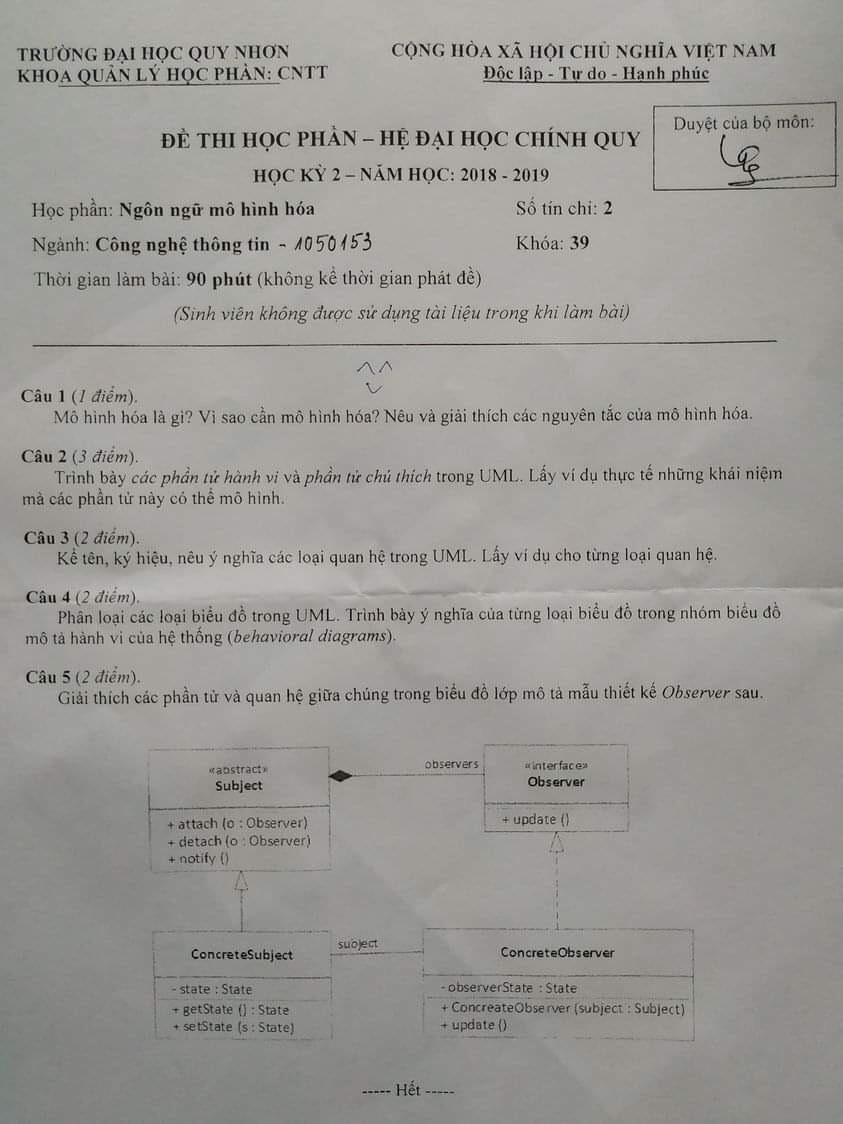 TRƯỜNG ĐẠI HỌC QUY NHƠN
KHOA QUẢN LÝ HỌC PHẦN: CNTT
CỘNG HÒA XÃ HỘI CHỦ NGHĨA VIỆT NAM
Độc lập - Tự do - Hạnh phúc
Duyệt của bộ môn:
ĐỀ THI HỌC PHẦN – HỆ ĐẠI HỌC CHÍNH QUY
HỌC KỲ 2 – NĂM HỌC: 2018 - 2019
Học phần: Ngôn ngữ mô hình hóa
Số tín chỉ: 2
Ngành: Công nghệ thông tin - 1050153
Khóa: 39
Thời gian làm bài: 90 phút (không kể thời gian phát đề)
(Sinh viên không được sử dụng tài liệu trong khi làm bài)
Câu 1 (1 điểm).
Mô hình hóa là gì? Vì sao cần mô hình hóa? Nêu và giải thích các nguyên tắc của mô hình hóa.
Câu 2 (3 điểm).
Trình bày các phần tử hành vi và phần tử chú thích trong UML. Lấy ví dụ thực tế những khái niệm
mà các phần tử này có thể mô hình.
Câu 3 (2 điểm).
Kể tên, ký hiệu, nêu ý nghĩa các loại quan hệ trong UML. Lấy ví dụ cho từng loại quan hệ.
Câu 4 (2 điểm).
Phân loại các loại biểu đồ trong UML. Trình bày ý nghĩa của từng loại biểu đồ trong nhóm biểu đồ
mô tả hành vi của hệ thống (behavioral diagrams).
Câu 5 (2 điểm).
Giải thích các phần tử và quan hệ giữa chúng trong biểu đồ lớp mô tả mẫu thiết kế Observer sau.
«abstract»
Subject
+ attach (o : Observer)
+ detach (o : Observer)
+ notify ()
observers
«interface»
Observer
+ update ()
ConcreteSubject
- state : State
+ getState () : State
+ setState (s : State)
subject
ConcreteObserver
- observerState : State
+ ConcreateObserver (subject : Subject)
+ update ()
----- Hết -----